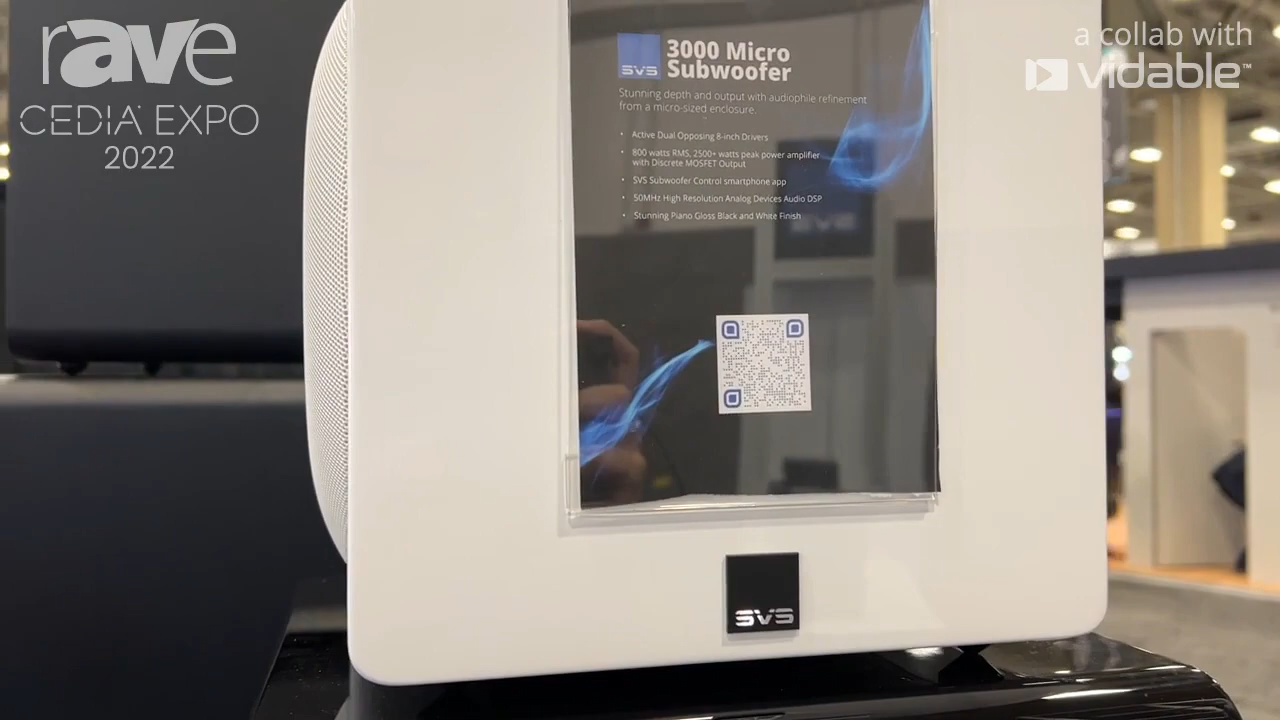 rave
CEDIA EXPO
2022
a collab with
vidable™
SVS
3000 Micro
Subwoofer
Stunning depth and output with audiophile refinement
from a micro-sized enclosure.
• Active Dual Opposing 8-inch Drivers
• 800 watts RMS, 2500+ watts peak power amplifier
with Discrete MOSFET Output
• SVS Subwoofer Control smartphone app
• 50MHz High Resolution Analog Devices Audio DSP
• Stunning Piano Gloss Black and White Finish
SVS